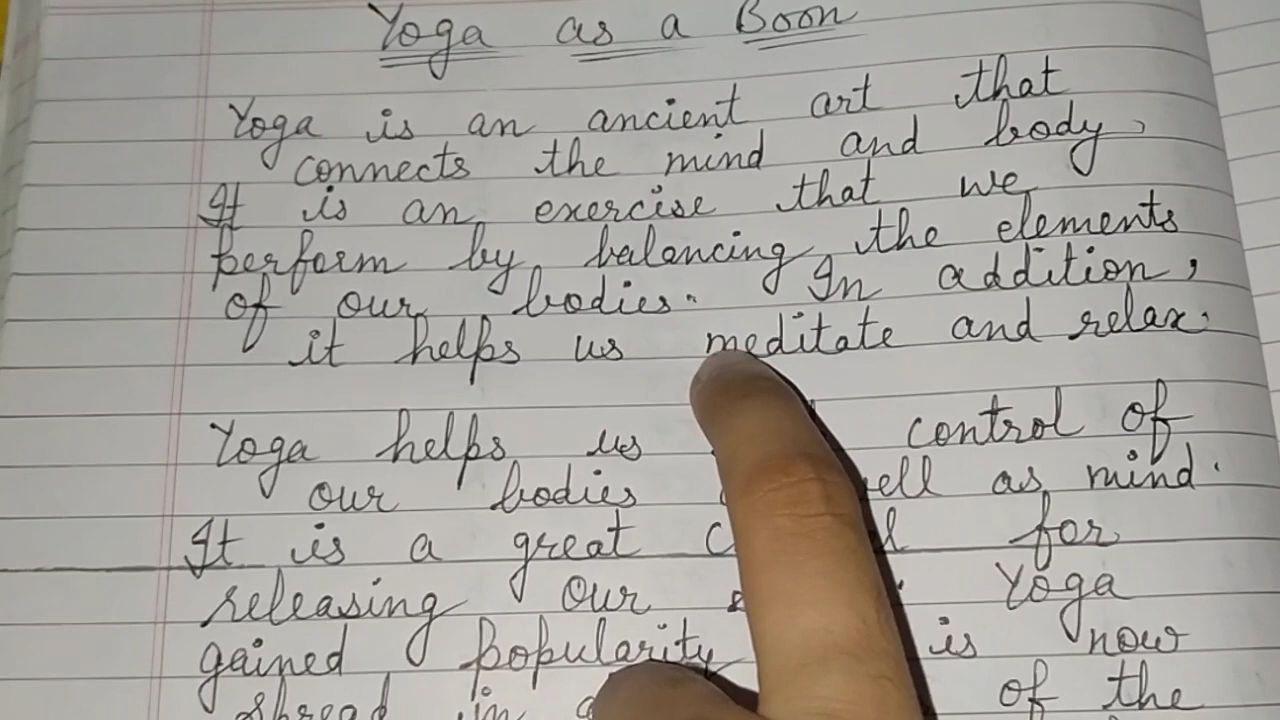 Yoga as a Boon
Yoga is an ancient art that
connects the mind and body,
It is an exercise that we
perform by balancing the elements
of our bodies. In addition,
it helps us meditate and relax.
Yoga helps us control of
our bodies as mind.
It is a great for
releasing our Yoga
gained popularity is now
spread in of the